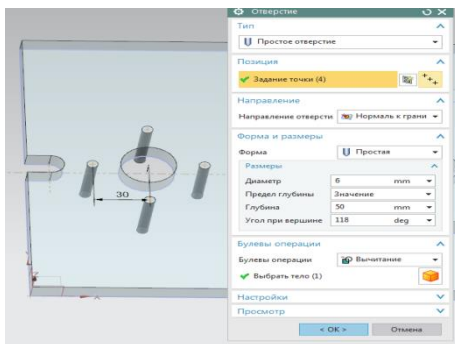 Отверстие
Тип
Простое отверстие
Позиция
Задание точки (4)
Направление
Направление отверсти Нормаль к грани
Форма и размеры
Форма Простая
Размеры
Диаметр 6 mm
Предел глубины Значение
Глубина 50 mm
Угол при вершине 118 deg
Булевы операции
Булевы операции Вычитание
Выбрать тело (1)
Настройки
Просмотр
< OK > Отмена
30